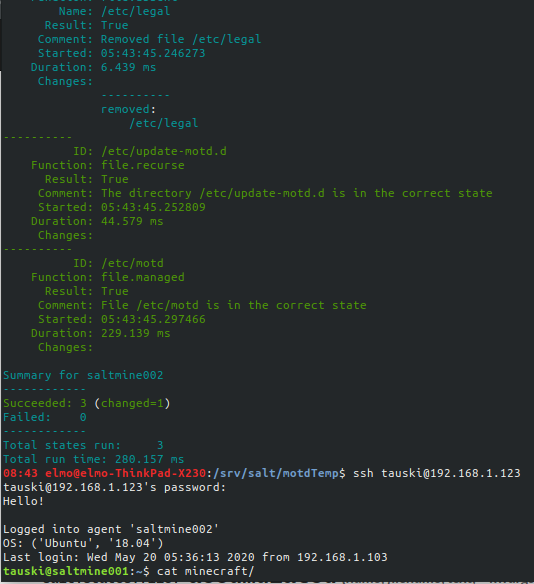 Name: /etc/legal
Result: True
Comment: Removed file /etc/legal
Started: 05:43:45.246273
Duration: 6.439 ms
Changes:
----------
removed:
/etc/legal
----------
ID: /etc/update-motd.d
Function: file.recurse
Result: True
Comment: The directory /etc/update-motd.d is in the correct state
Started: 05:43:45.252809
Duration: 44.579 ms
Changes:
----------
ID: /etc/motd
Function: file.managed
Result: True
Comment: File /etc/motd is in the correct state
Started: 05:43:45.297466
Duration: 229.139 ms
Changes:
Summary for saltmine002
------------
Succeeded: 3 (changed=1)
Failed: 0
------------
Total states run: 3
Total run time: 280.157 ms
08:43 elmo@elmo-ThinkPad-X230:/srv/salt/motdTemp$ ssh tauski@192.168.1.123
tauski@192.168.1.123's password:
Hello!
Logged into agent 'saltmine002'
OS: ('Ubuntu', '18.04')
Last login: Wed May 20 05:36:13 2020 from 192.168.1.103
tauski@saltmine001:~$ cat minecraft/